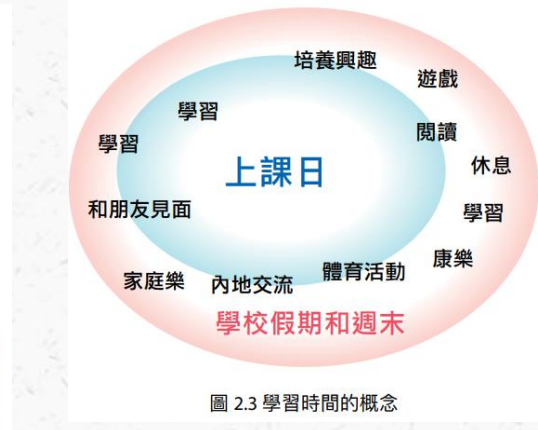 培養興趣
遊戲
學習
閱讀
學習
休息
上課日
和朋友見面
學習
康樂
家庭樂
內地交流
體育活動
學校假期和週末
圖 2.3 學習時間的概念